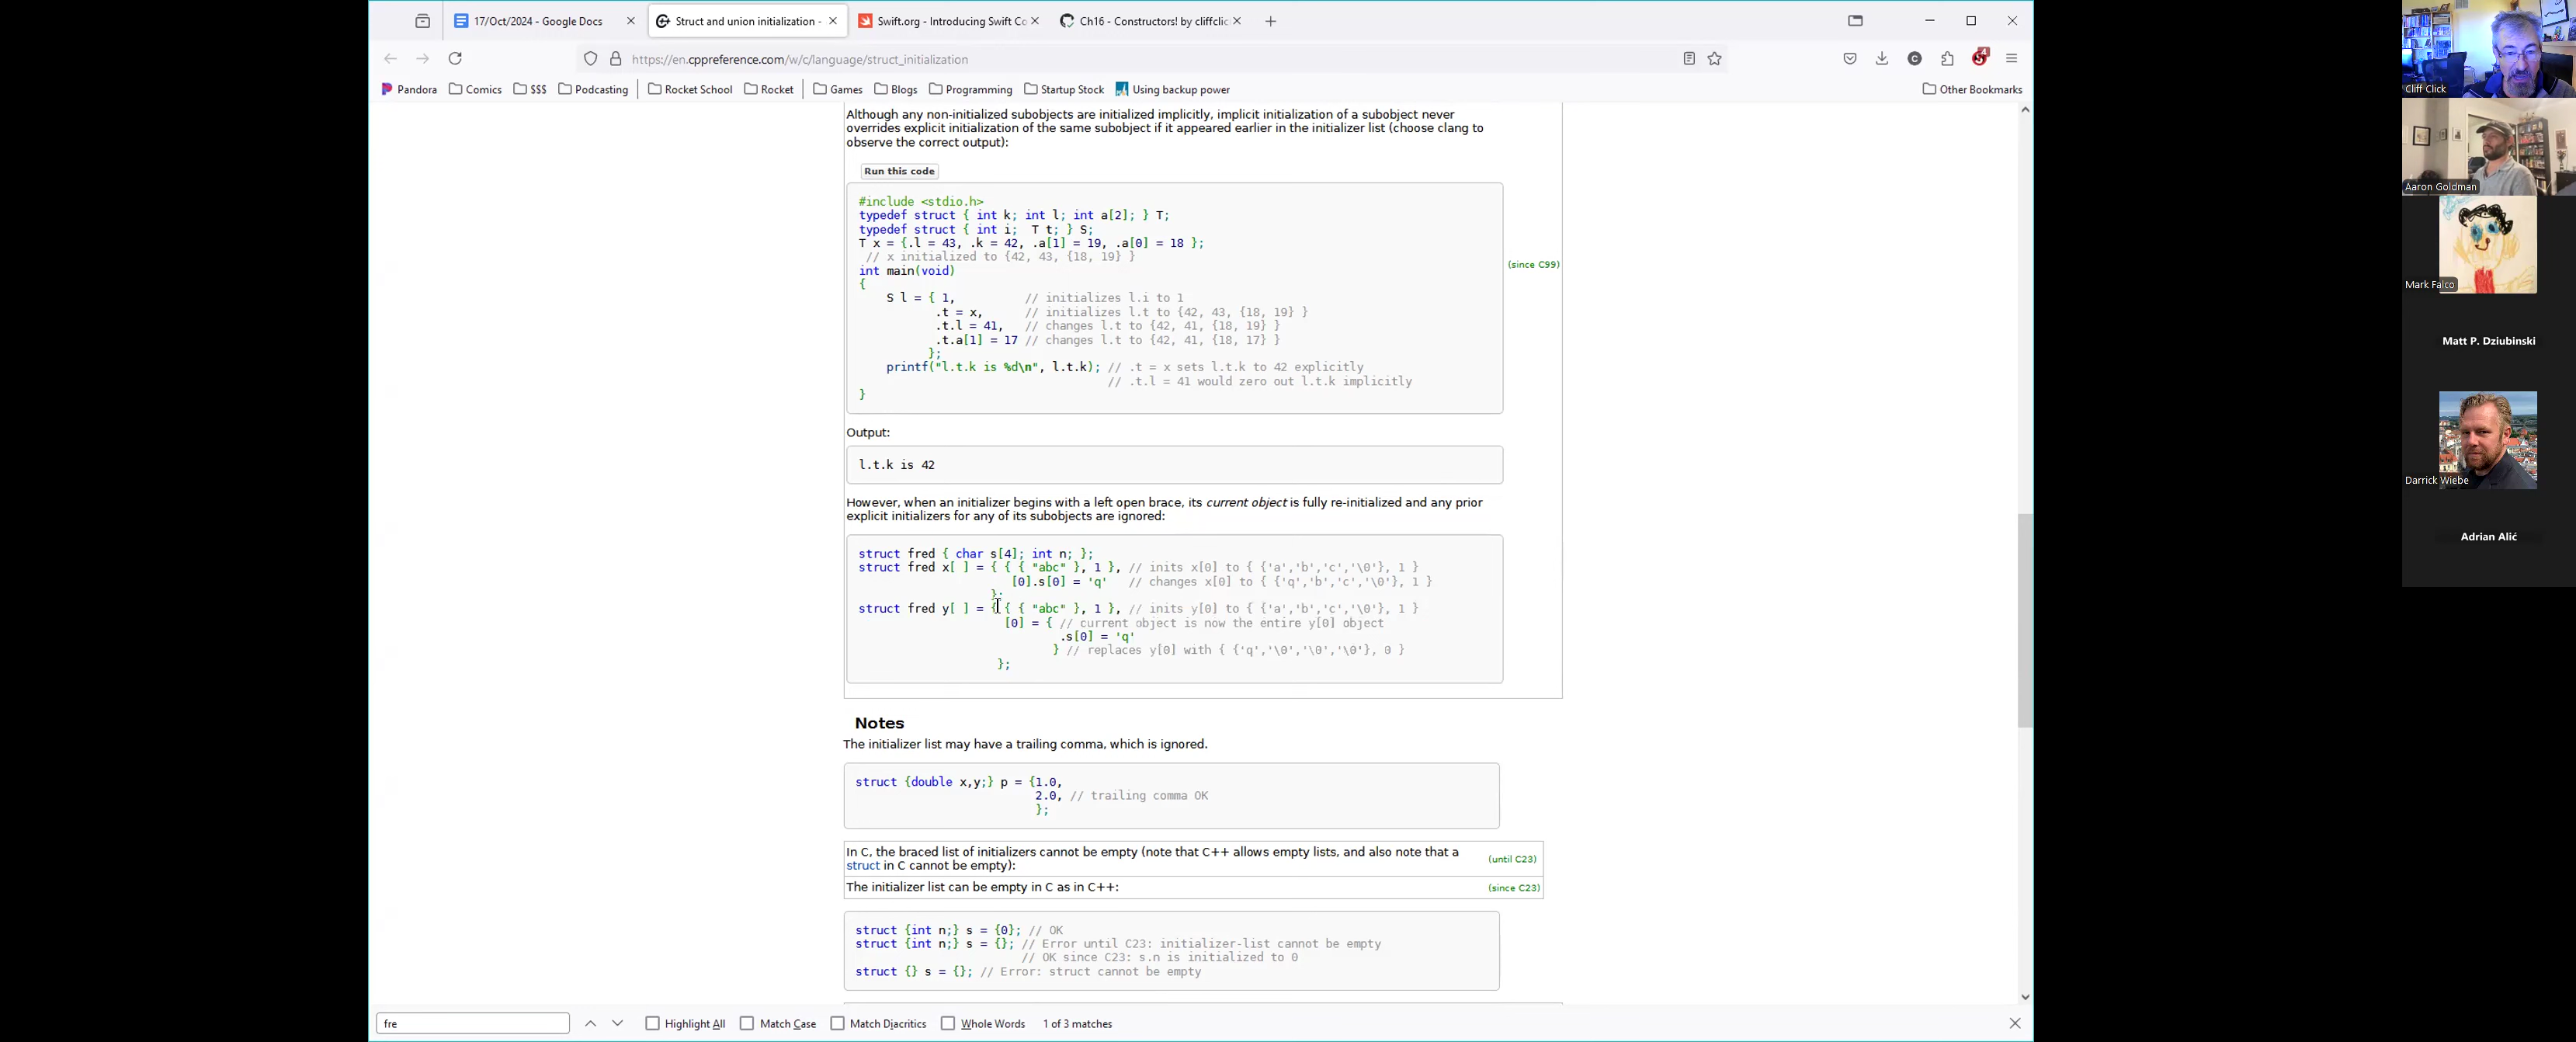 17/Oct/2024 - Google Docs
Struct and union initialization -
Swift.org - Introducing Swift Co
Ch16 - Constructors! by cliffclic
https://en.cppreference.com/w/c/language/struct_initialization
Pandora
Comics
$$$
Podcasting
Rocket School
Rocket
Games
Blogs
Programming
Startup Stock
Using backup power
Other Bookmarks
Although any non-initialized subobjects are initialized implicitly, implicit initialization of a subobject never
overrides explicit initialization of the same subobject if it appeared earlier in the initializer list (choose clang to
observe the correct output):
Run this code
#include <stdio.h>
typedef struct { int k; int l; int a[2]; } T;
typedef struct { int i;  T t; } S;
T x = {.l = 43, .k = 42, .a[1] = 19, .a[0] = 18 };
 // x initialized to {42, 43, {18, 19} }
int main(void)
{
    S l = { 1,          // initializes l.i to 1
           .t = x,      // initializes l.t to {42, 43, {18, 19} }
           .t.l = 41,   // changes l.t to {42, 41, {18, 19} }
           .t.a[1] = 17 // changes l.t to {42, 41, {18, 17} }
          };
    printf("l.t.k is %d\n", l.t.k); // .t = x sets l.t.k to 42 explicitly
                                    // .t.l = 41 would zero out l.t.k implicitly
}
(since C99)
Output:
l.t.k is 42
However, when an initializer begins with a left open brace, its current object is fully re-initialized and any prior
explicit initializers for any of its subobjects are ignored:
struct fred { char s[4]; int n; };
struct fred x[ ] = { { { "abc" }, 1 }, // inits x[0] to { {'a','b','c','\0'}, 1 }
                      [0].s[0] = 'q'   // changes x[0] to { {'q','b','c','\0'}, 1 }
                   };
struct fred y[ ] = { { { "abc" }, 1 }, // inits y[0] to { {'a','b','c','\0'}, 1 }
                     [0] = { // current object is now the entire y[0] object
                             .s[0] = 'q'
                            } // replaces y[0] with { {'q','\0','\0','\0'}, 0 }
                    };
Notes
The initializer list may have a trailing comma, which is ignored.
struct {double x,y;} p = {1.0,
                          2.0, // trailing comma OK
                          };
In C, the braced list of initializers cannot be empty (note that C++ allows empty lists, and also note that a
struct in C cannot be empty):
(until C23)
The initializer list can be empty in C as in C++:
(since C23)
struct {int n;} s = {0}; // OK
struct {int n;} s = {}; // Error until C23: initializer-list cannot be empty
                        // OK since C23: s.n is initialized to 0
struct {} s = {}; // Error: struct cannot be empty
fre
Highlight All
Match Case
Match Diacritics
Whole Words
1 of 3 matches
Cliff Click
Aaron Goldman
Mark Falco
Matt P. Dziubinski
Darrick Wiebe
Adrian Alić